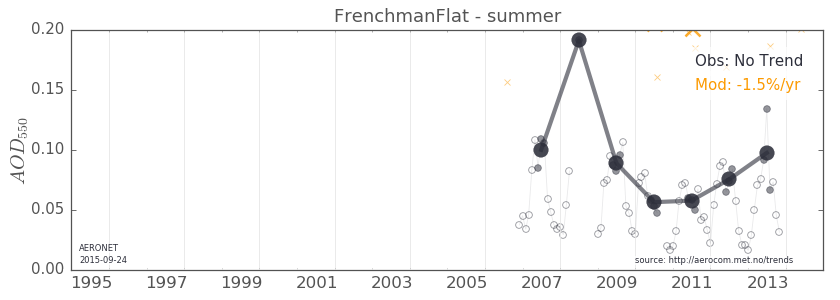 FrenchmanFlat - summer
0.20
0.15
0.10
0.05
0.00
AOD550
Obs: No Trend
Mod: -1.5%/yr
AERONET
2015-09-24
source: http://aerocom.met.no/trends
1995 1997 1999 2001 2003 2005 2007 2009 2011 2013